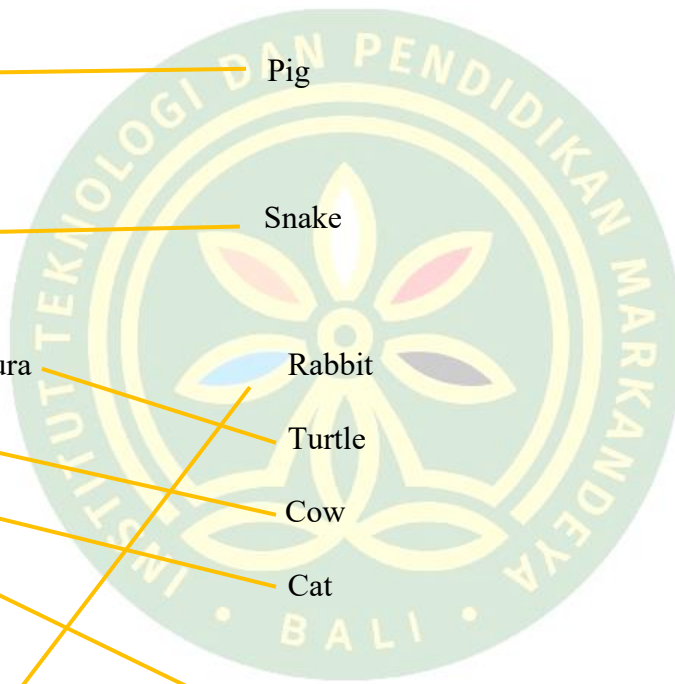 INSTITUT TEKNOLOGI DAN PENDIDIKAN MARKANDEYA
• BALI •
Pig
Snake
ura
Rabbit
Turtle
Cow
Cat